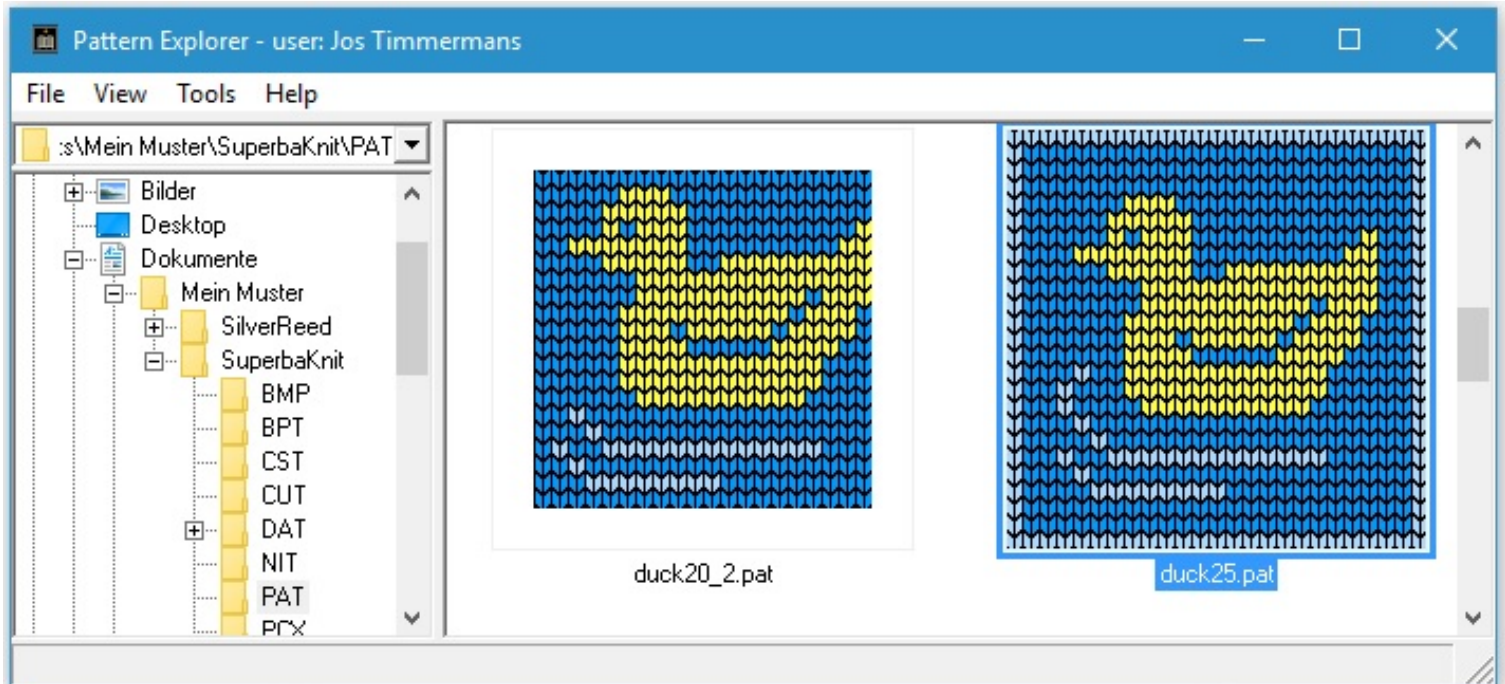 Pattern Explorer - user: Jos Timmermans
File View Tools Help
:s\Mein Muster\SuperbaKnit\PAT
Bilder
Desktop
Dokumente
Mein Muster
SilverReed
SuperbaKnit
BMP
BPT
CST
CUT
DAT
NIT
PAT
PCX
duck20_2.pat
duck25.pat